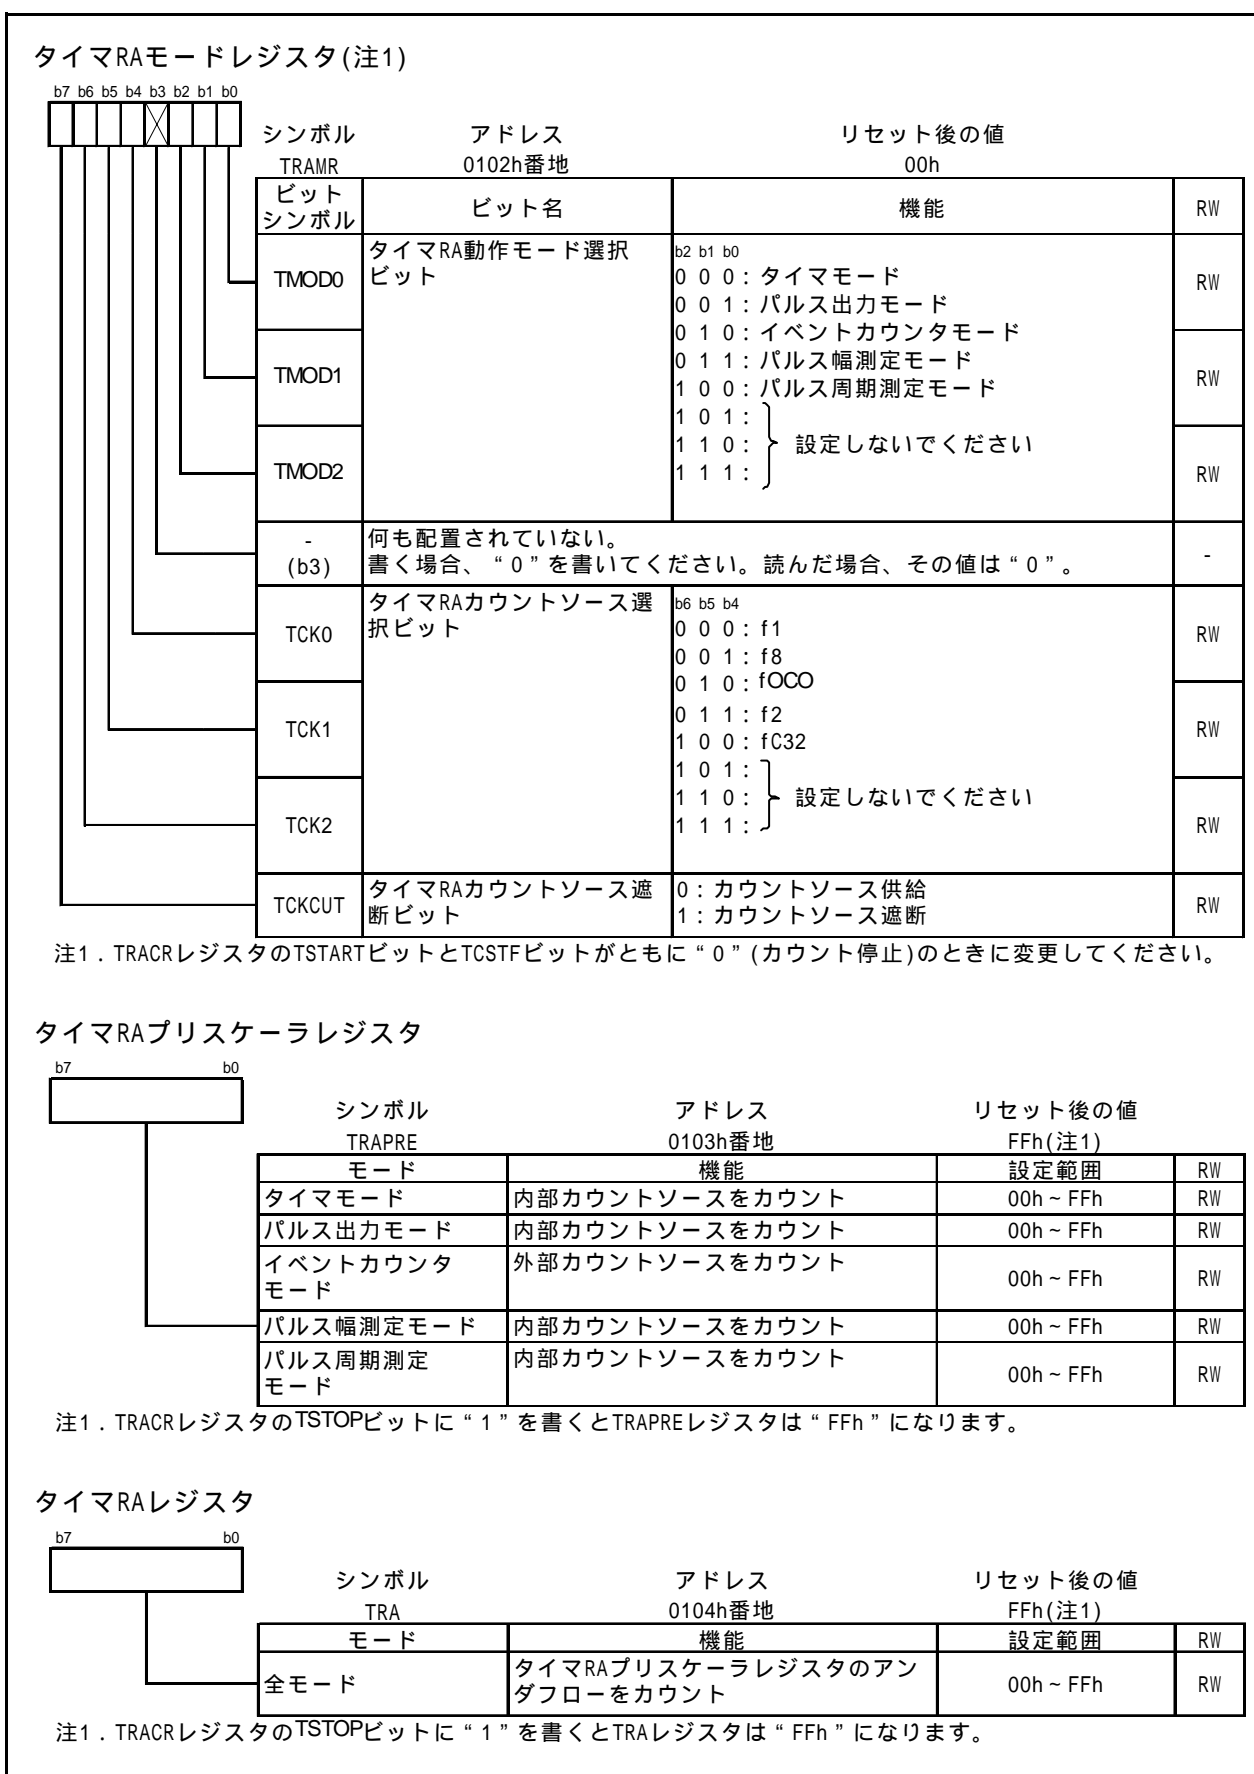 タイマRAモードレジスタ(注1)
b7 b6 b5 b4 b3 b2 b1 b0
シンボル アドレス リセット後の値
TRAMR 0102h番地 00h
ビットシンボル ビット名 機能 RW
TMOD0 タイマRA動作モード選択ビット RW
b2 b1 b0
0 0 0:タイマモード
0 0 1:パルス出力モード
0 1 0:イベントカウンタモード
TMOD1 RW
0 1 1:パルス幅測定モード
1 0 0:パルス周期測定モード
1 0 1:
1 1 0: 設定しないでください
1 1 1:
TMOD2 RW
-
(b3)
何も配置されていない。
書く場合、“0”を書いてください。読んだ場合、その値は“0”。
-
TCK0 タイマRAカウントソース選択ビット RW
b6 b5 b4
0 0 0:f1
0 0 1:f8
0 1 0:fOCO
TCK1 RW
0 1 1:f2
1 0 0:fC32
1 0 1:
1 1 0: 設定しないでください
1 1 1:
TCK2 RW
TCKCUT タイマRAカウントソース遮断ビット RW
0:カウントソース供給
1:カウントソース遮断
注1.TRACRレジスタのTSTARTビットとTCSTFビットがともに“0”(カウント停止)のときに変更してください。
タイマRAプリスケーラレジスタ
b7 b0
シンボル アドレス リセット後の値
TRAPRE 0103h番地 FFh(注1)
モード 機能 設定範囲 RW
タイマモード 内部カウントソースをカウント 00h~FFh RW
パルス出力モード 内部カウントソースをカウント 00h~FFh RW
イベントカウンタ
モード 外部カウントソースをカウント 00h~FFh RW
パルス幅測定モード 内部カウントソースをカウント 00h~FFh RW
パルス周期測定
モード 内部カウントソースをカウント 00h~FFh RW
注1.TRACRレジスタのTSTOPビットに“1”を書くとTRAPREレジスタは“FFh”になります。
タイマRAレジスタ
b7 b0
シンボル アドレス リセット後の値
TRA 0104h番地 FFh(注1)
モード 機能 設定範囲 RW
全モード タイマRAプリスケーラレジスタのアンダフローをカウント 00h~FFh RW
注1.TRACRレジスタのTSTOPビットに“1”を書くとTRAレジスタは“FFh”になります。